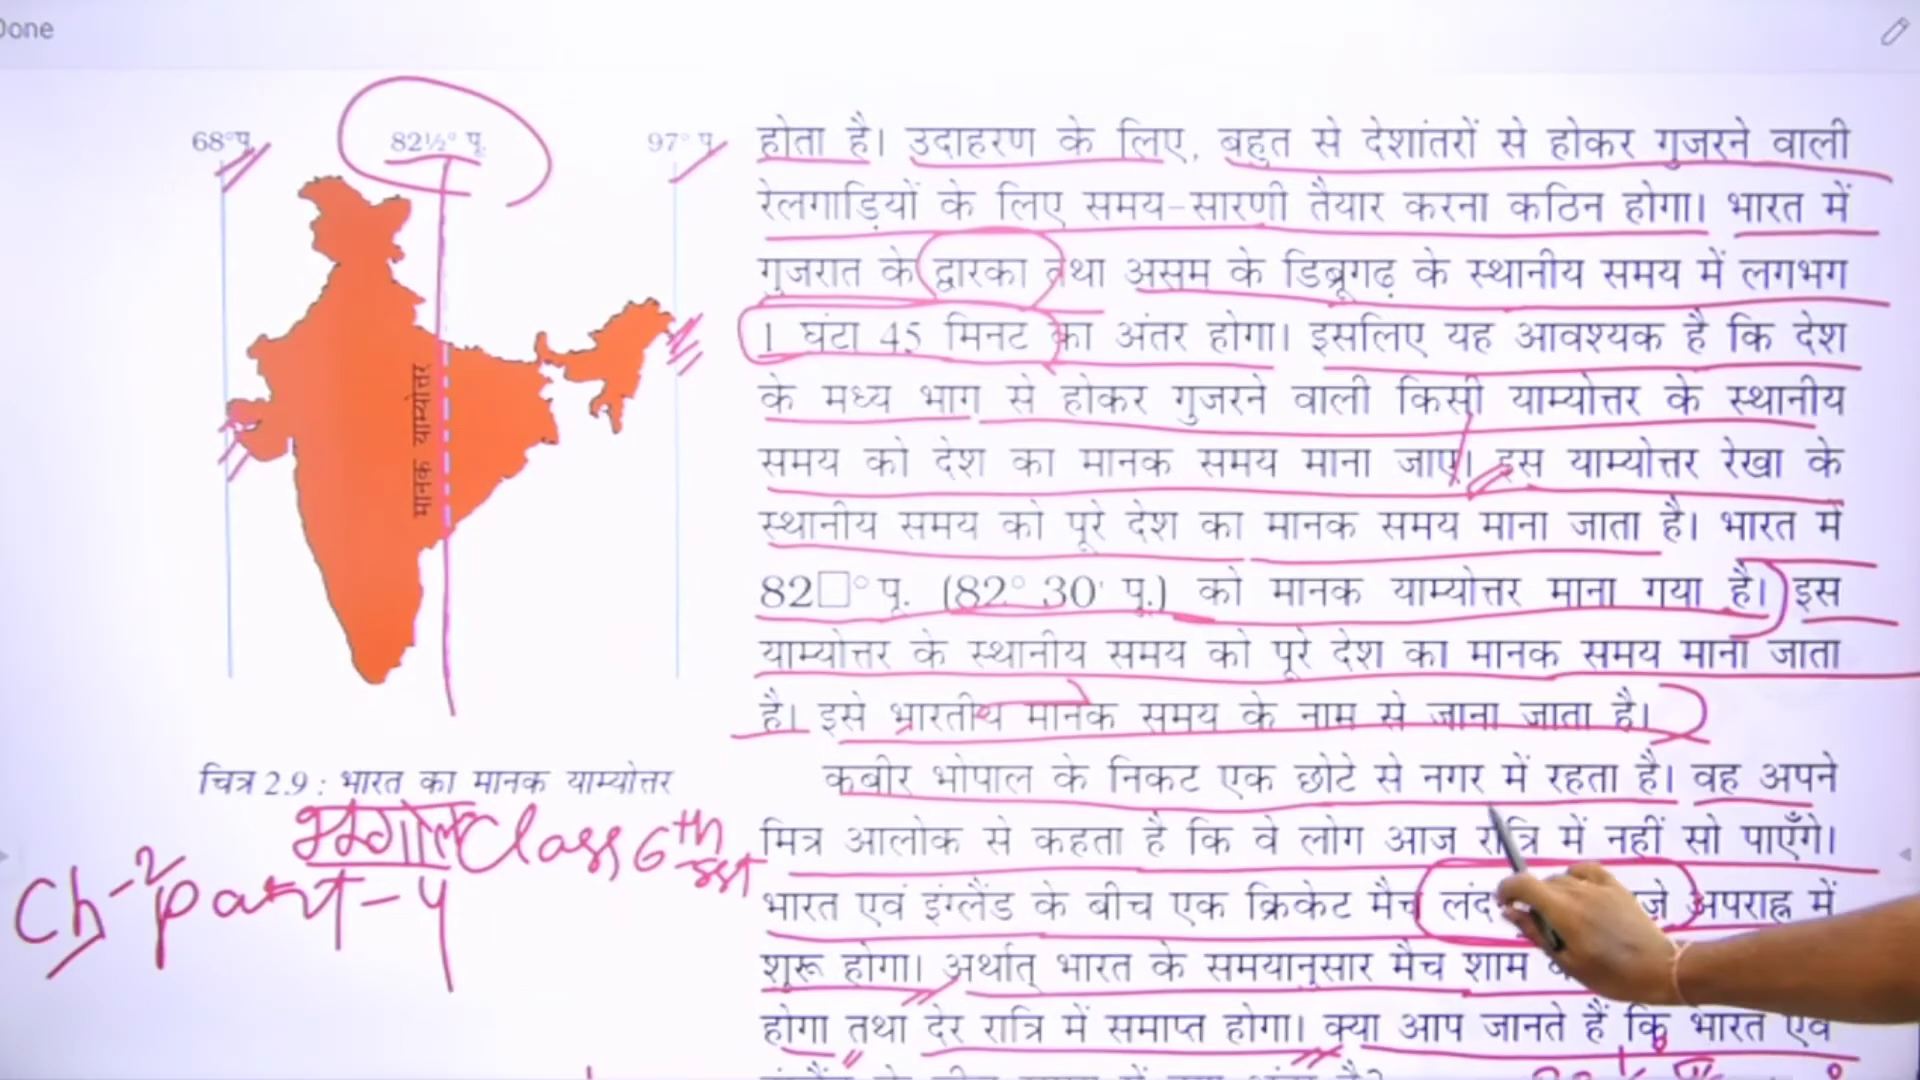 Done
68°पू.
82½° पू.
97° पू.
मानक याम्योत्तर
चित्र 2.9 : भारत का मानक याम्योत्तर
भूगोल Class 6th
SST
Ch-2 Part-4
होता है। उदाहरण के लिए, बहुत से देशांतरों से होकर गुजरने वाली
रेलगाड़ियों के लिए समय-सारणी तैयार करना कठिन होगा। भारत में
गुजरात के द्वारका तथा असम के डिब्रूगढ़ के स्थानीय समय में लगभग
1 घंटा 45 मिनट का अंतर होगा। इसलिए यह आवश्यक है कि देश
के मध्य भाग से होकर गुजरने वाली किसी याम्योत्तर के स्थानीय
समय को देश का मानक समय माना जाए। इस याम्योत्तर रेखा के
स्थानीय समय को पूरे देश का मानक समय माना जाता है। भारत में
82□° पू. (82° 30' पू.) को मानक याम्योत्तर माना गया है। इस
याम्योत्तर के स्थानीय समय को पूरे देश का मानक समय माना जाता
है। इसे भारतीय मानक समय के नाम से जाना जाता है।
कबीर भोपाल के निकट एक छोटे से नगर में रहता है। वह अपने
मित्र आलोक से कहता है कि वे लोग आज रात्रि में नहीं सो पाएँगे।
भारत एवं इंग्लैंड के बीच एक क्रिकेट मैच अपराह्न में
शुरू होगा। अर्थात् भारत के समयानुसार मैच शाम
होगा तथा देर रात्रि में समाप्त होगा। क्या आप जानते हैं कि भारत एवं